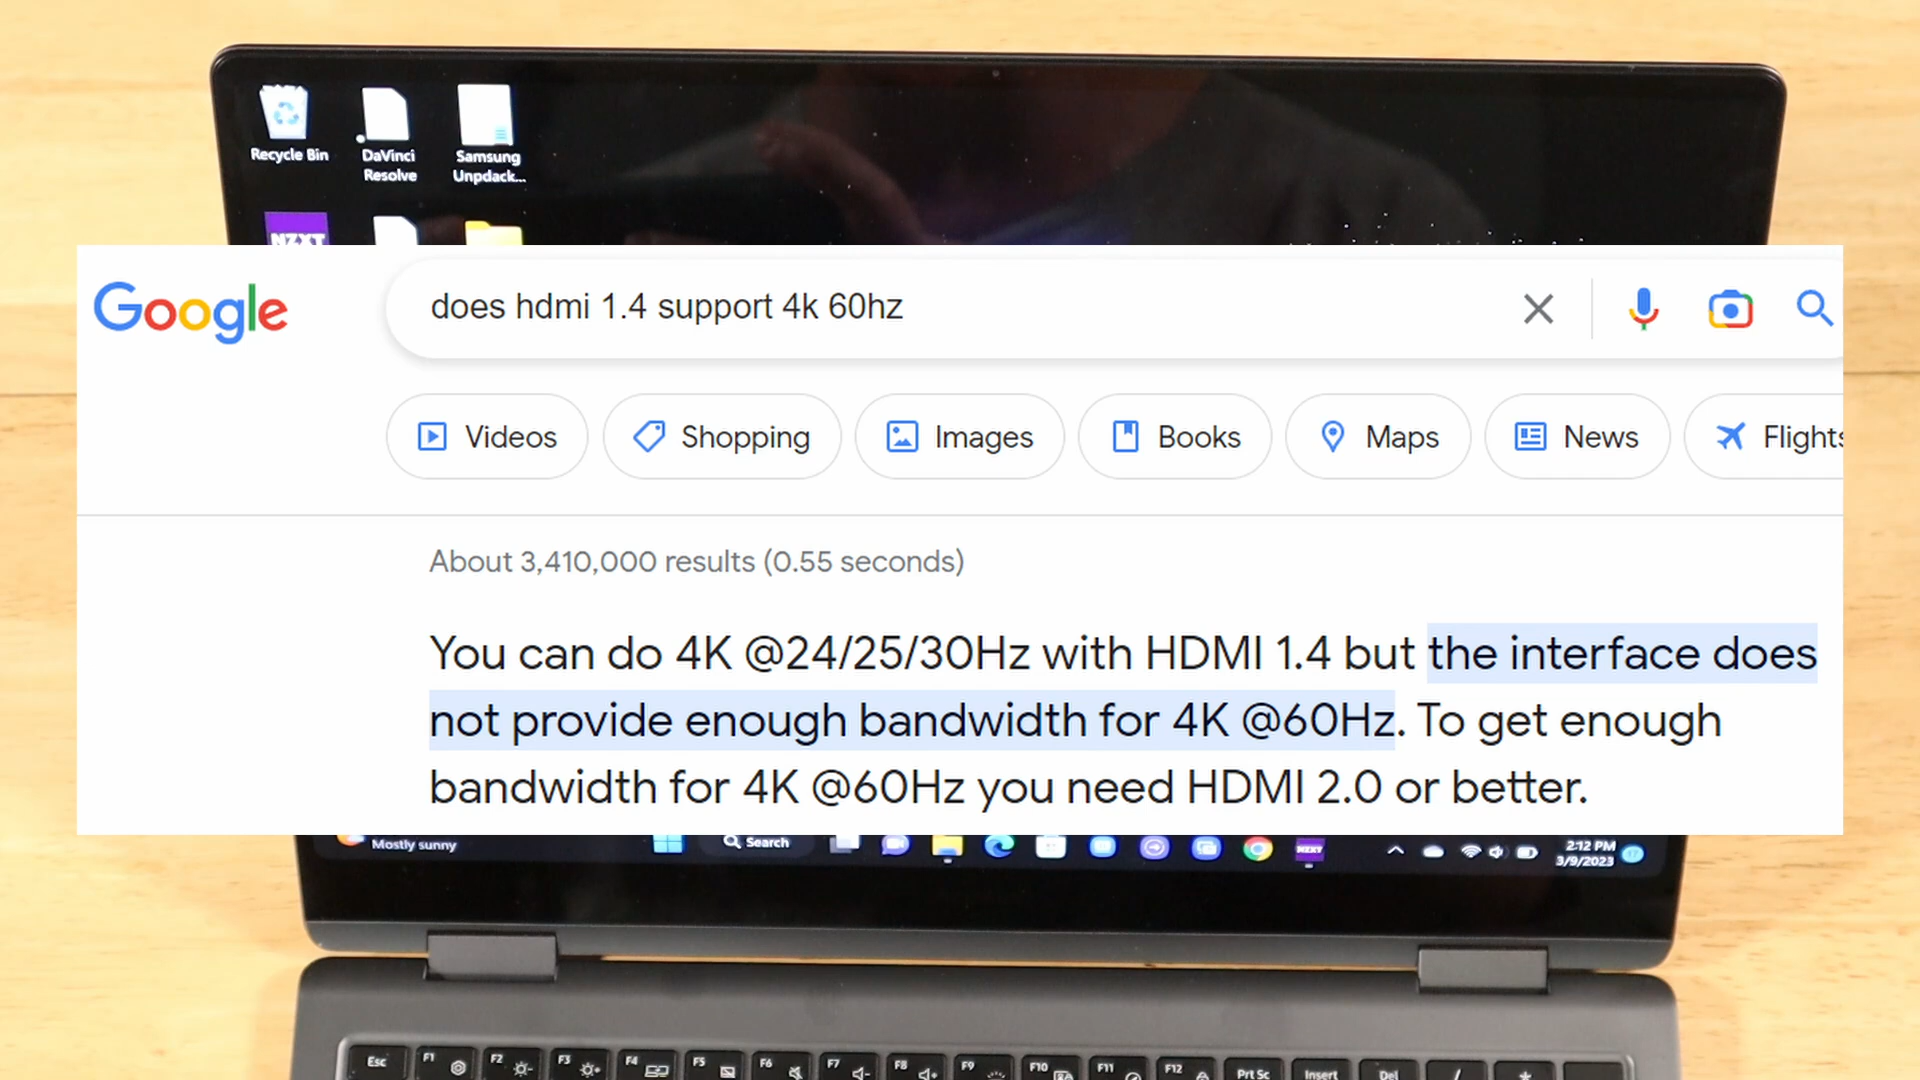 Recycle Bin
DaVinci
Resolve
Samsung
Unpdack...
NZXT
Google
does hdmi 1.4 support 4k 60hz
Videos
Shopping
Images
Books
Maps
News
Flights
About 3,410,000 results (0.55 seconds)
You can do 4K @24/25/30Hz with HDMI 1.4 but the interface does
not provide enough bandwidth for 4K @60Hz. To get enough
bandwidth for 4K @60Hz you need HDMI 2.0 or better.
Mostly sunny
Search
NZXT
2:12 PM
3/9/2023
Esc
F1
F2
F3
F4
F5
F6
F7
F8
F9
F10
F11
F12
Prt Sc
Insert
Del
/
*